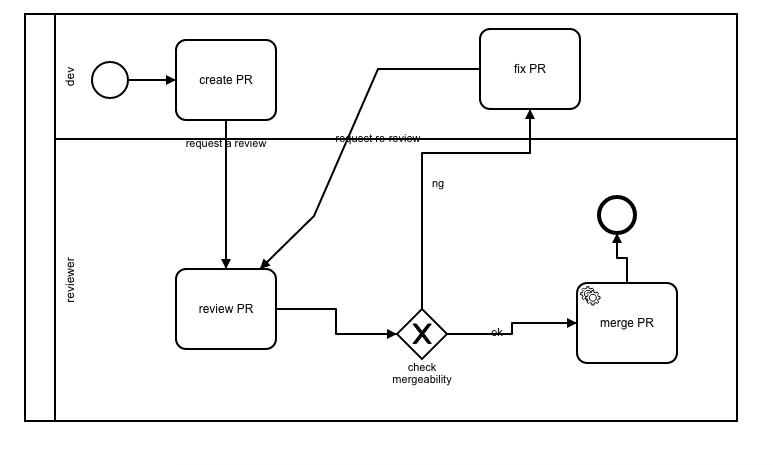 dev
create PR
fix PR
request a review
request re-review
ng
reviewer
review PR
ok
merge PR
check
mergeability